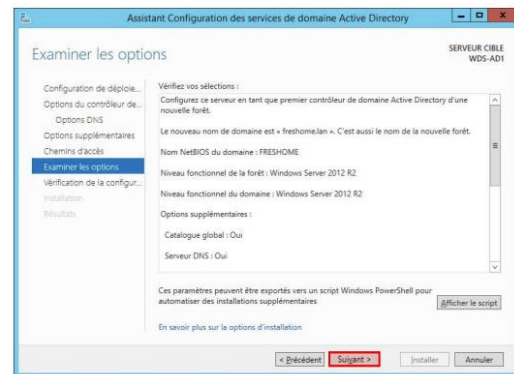 Assistant Configuration des services de domaine Active Directory
Examiner les options
SERVEUR CIBLE
WDS-AD1
Configuration de déploie...
Options du contrôleur de...
Options DNS
Options supplémentaires
Chemins d'accès
Examiner les options
Vérification de la configur...
Installation
Résultats
Vérifiez vos sélections :
Configurez ce serveur en tant que premier contrôleur de domaine Active Directory d'une
nouvelle forêt.
Le nouveau nom de domaine est « freshome.lan ». C'est aussi le nom de la nouvelle forêt.
Nom NetBIOS du domaine : FRESHOME
Niveau fonctionnel de la forêt : Windows Server 2012 R2
Niveau fonctionnel du domaine : Windows Server 2012 R2
Options supplémentaires :
Catalogue global : Oui
Serveur DNS : Oui
Ces paramètres peuvent être exportés vers un script Windows PowerShell pour
automatiser des installations supplémentaires
Afficher le script
En savoir plus sur la options d'installation
< Précédent
Suivant >
Installer
Annuler